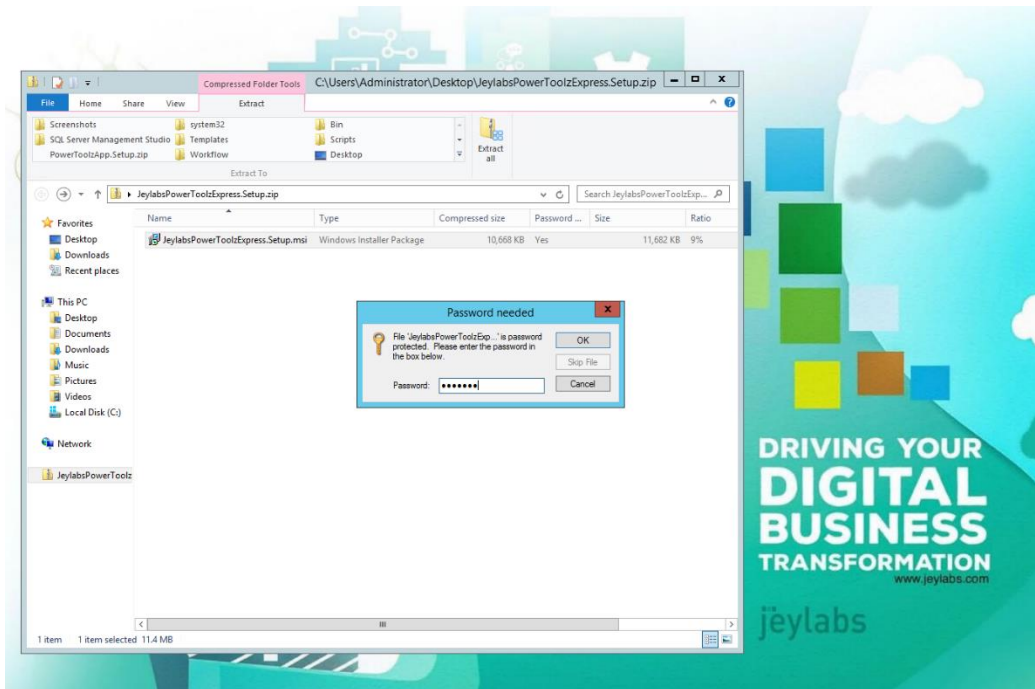 Compressed Folder Tools
C:\Users\Administrator\Desktop\JeylabsPowerToolzExpress.Setup.zip
File Home Share View Extract
Screenshots system32 Bin
SQL Server Management Studio Templates Scripts
PowerToolzApp.Setup.zip Workflow Desktop
Extract all
Extract To
JeylabsPowerToolzExpress.Setup.zip
Search JeylabsPowerToolzExp...
Name Type Compressed size Password ... Size Ratio
JeylabsPowerToolzExpress.Setup.msi Windows Installer Package 10,668 KB Yes 11,682 KB 9%
Favorites
Desktop
Downloads
Recent places
This PC
Desktop
Documents
Downloads
Music
Pictures
Videos
Local Disk (C:)
Network
JeylabsPowerToolz
Password needed
File 'JeylabsPowerToolzExp...' is password
protected. Please enter the password in
the box below.
Password:
OK
Skip File
Cancel
1 item 1 item selected 11.4 MB
DRIVING YOUR
DIGITAL
BUSINESS
TRANSFORMATION
www.jeylabs.com
jeylabs